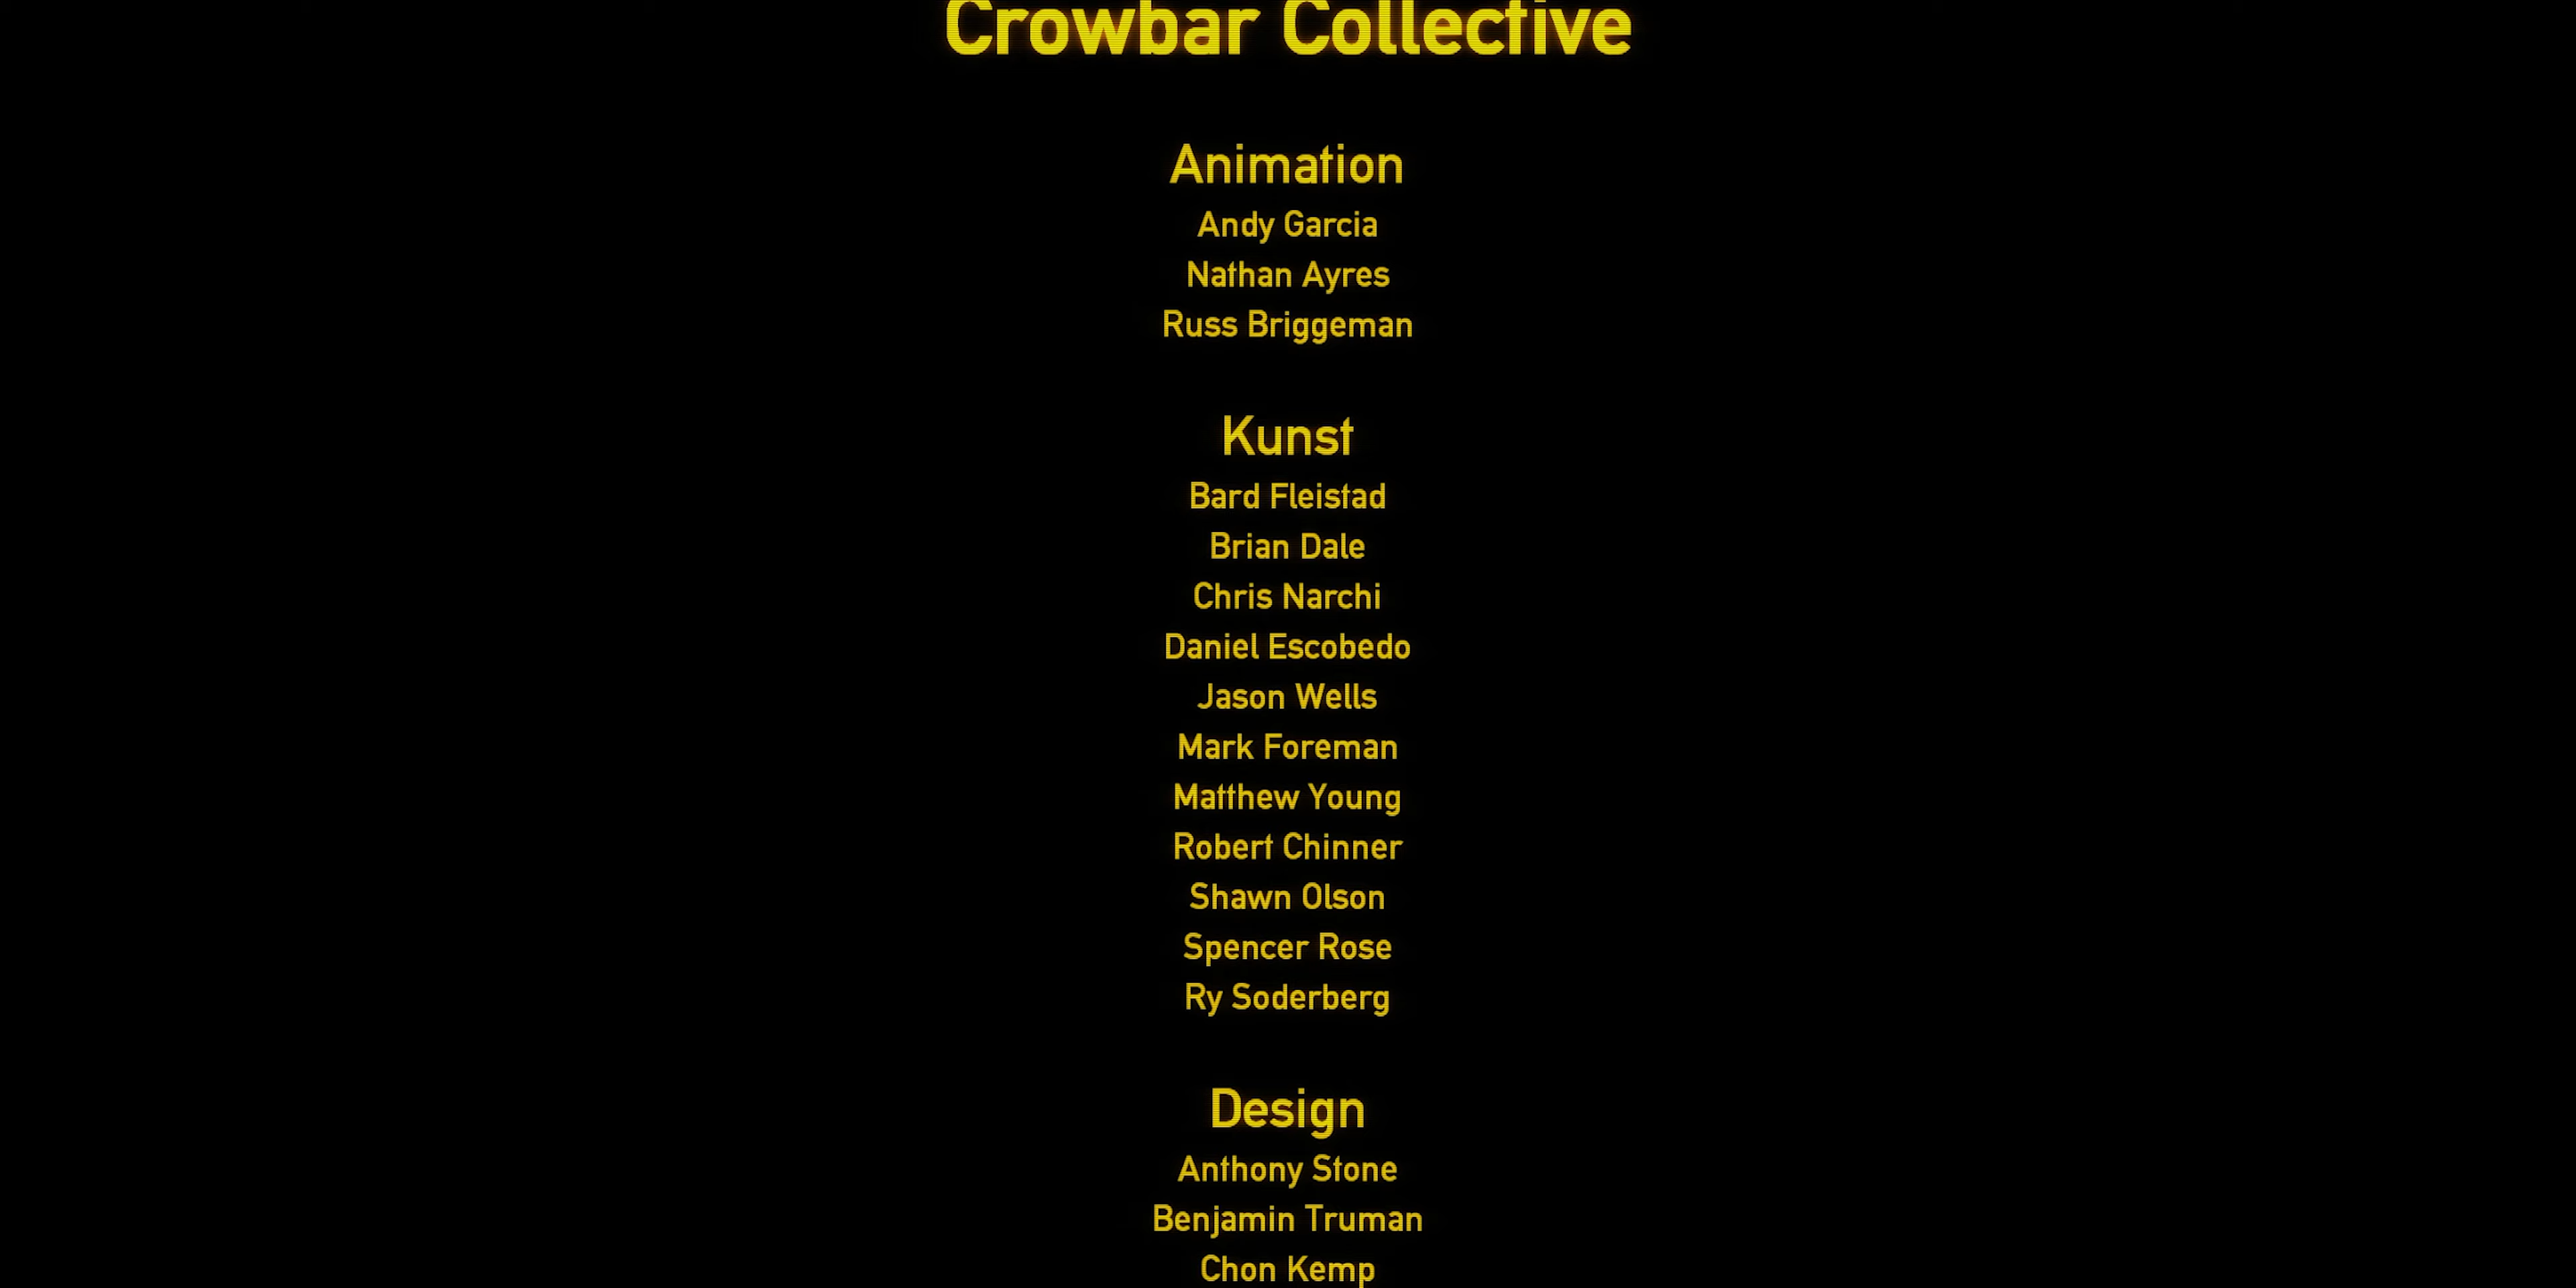 Crowbar Collective
Animation
Andy Garcia
Nathan Ayres
Russ Briggeman
Kunst
Bard Fleistad
Brian Dale
Chris Narchi
Daniel Escobedo
Jason Wells
Mark Foreman
Matthew Young
Robert Chinner
Shawn Olson
Spencer Rose
Ry Soderberg
Design
Anthony Stone
Benjamin Truman
Chon Kemp